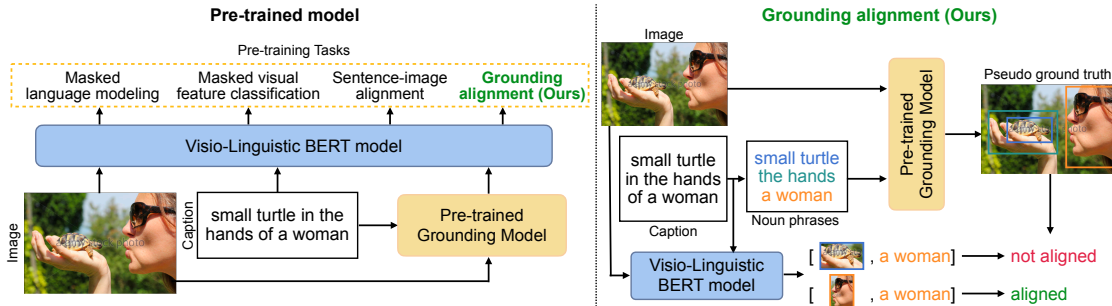 Pre-trained model
Pre-training Tasks
Masked
language modeling
Masked visual
feature classification
Sentence-image
alignment
Grounding
alignment (Ours)
Visio-Linguistic BERT model
Image
Caption
small turtle in the
hands of a woman
Pre-trained
Grounding Model
Grounding alignment (Ours)
Image
small turtle
in the hands
of a woman
Caption
small turtle
the hands
a woman
Noun phrases
Pre-trained
Grounding Model
Pseudo ground truth
Visio-Linguistic
BERT model
[ , a woman] not aligned
[ , a woman] aligned